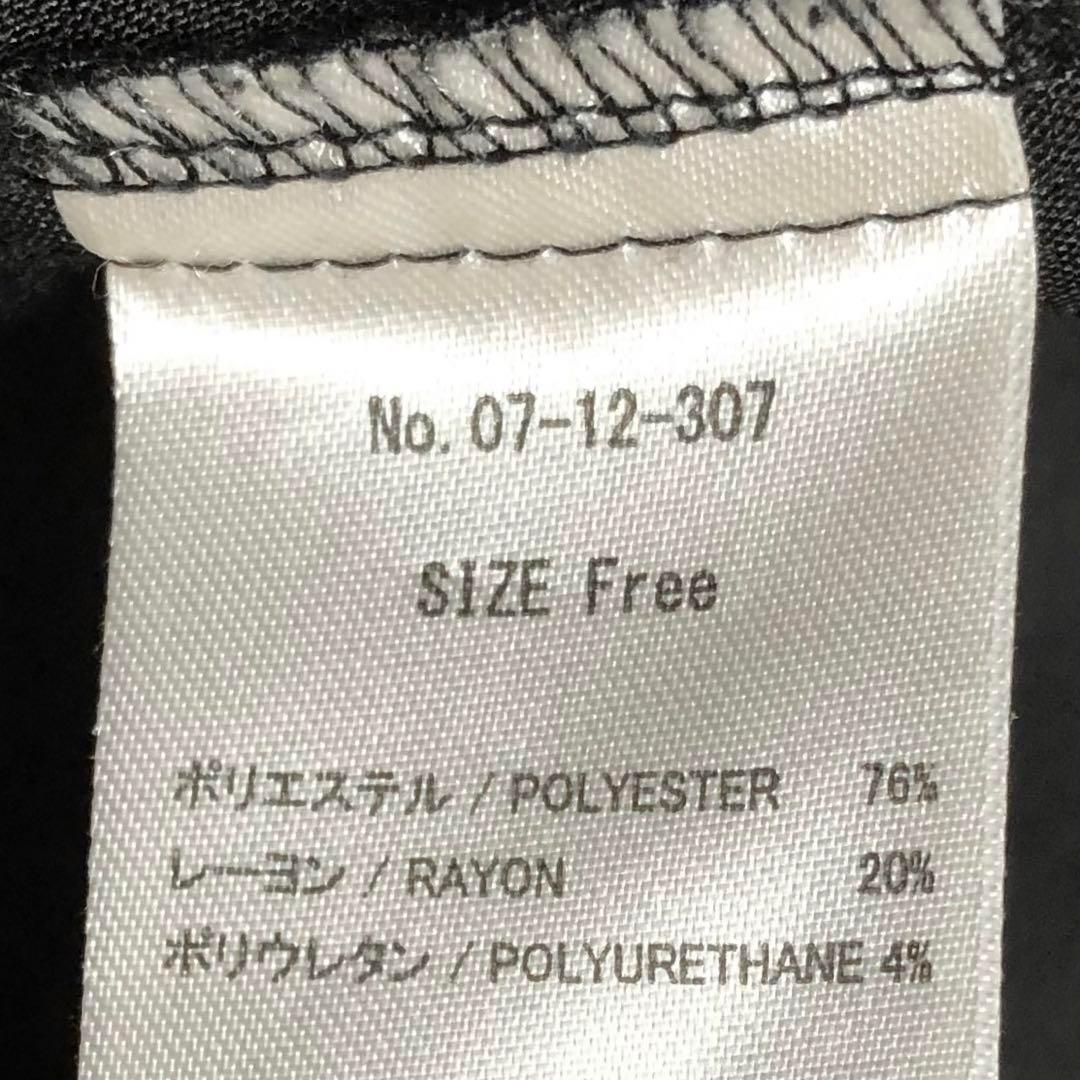 No. 07-12-307
SIZE Free
ポリエステル / POLYESTER 76%
レーヨン / RAYON 20%
ポリウレタン / POLYURETHANE 4%